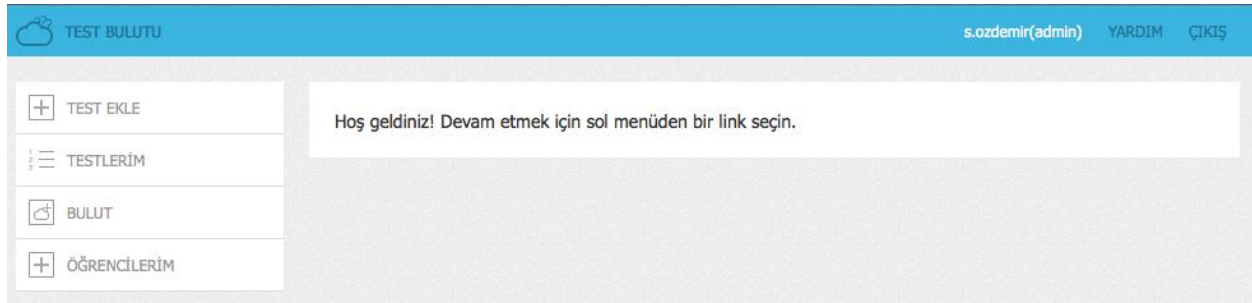 TEST BULUTU
s.ozdemir(admin) YARDIM ÇIKIŞ
TEST EKLE
Hoş geldiniz! Devam etmek için sol menüden bir link seçin.
TESTLERİM
BULUT
ÖĞRENCİLERİM